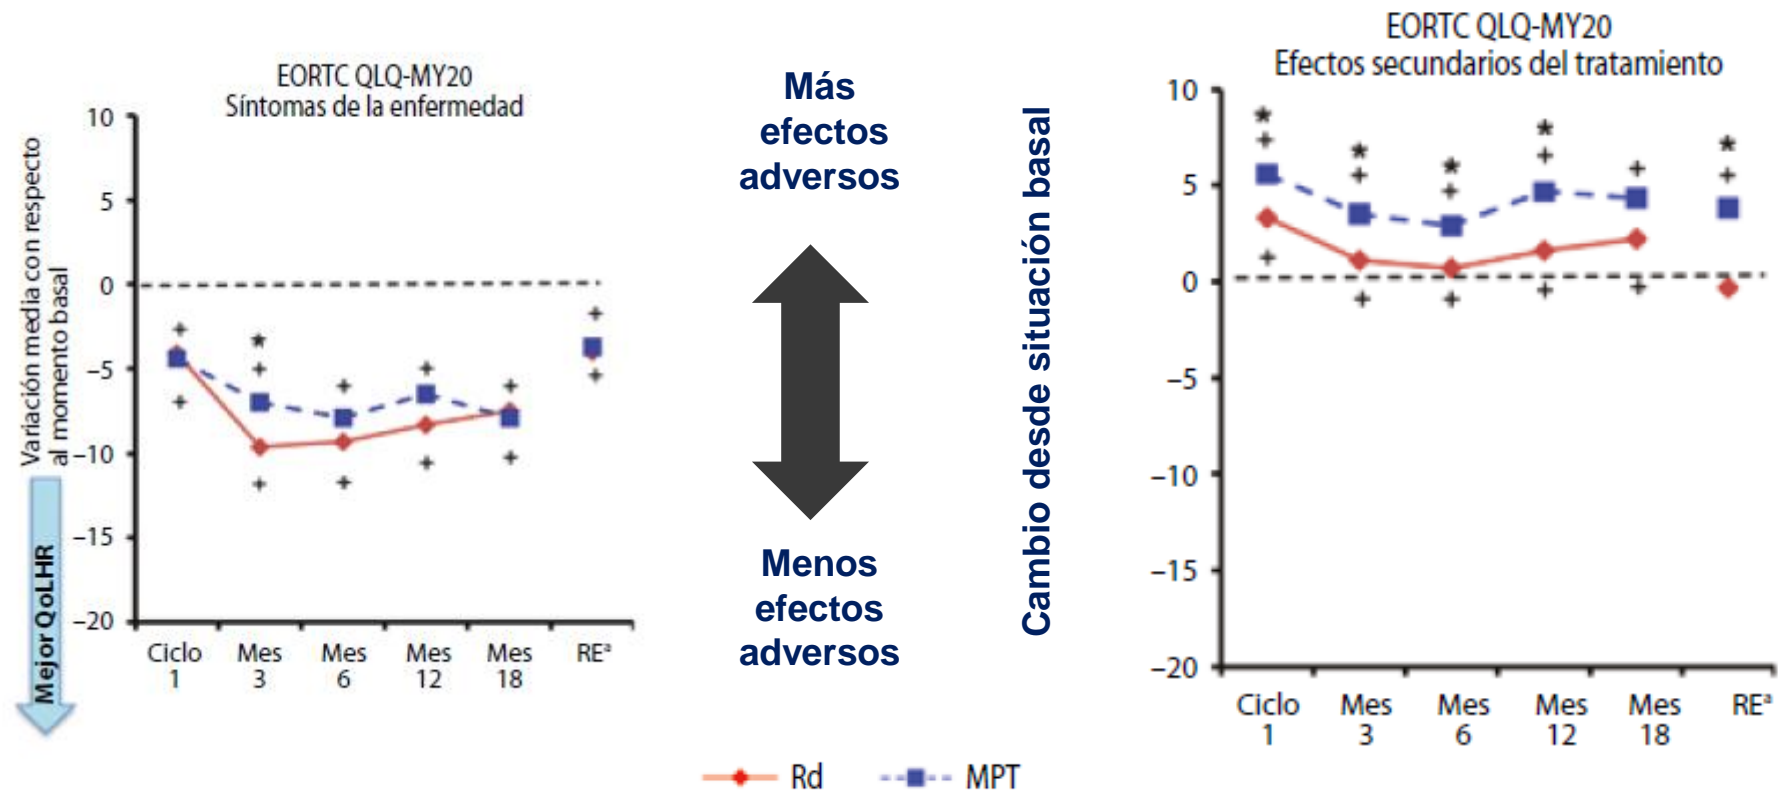 EORTC QLQ-MY20
Síntomas de la enfermedad
Variación media con respecto
al momento basal
Mejor QoLHR
10
5
0
–5
–10
–15
–20
Ciclo
1
Mes
3
Mes
6
Mes
12
Mes
18
REª
Más
efectos
adversos
Menos
efectos
adversos
Cambio desde situación basal
EORTC QLQ-MY20
Efectos secundarios del tratamiento
10
5
0
–5
–10
–15
–20
Ciclo
1
Mes
3
Mes
6
Mes
12
Mes
18
REª
Rd
MPT